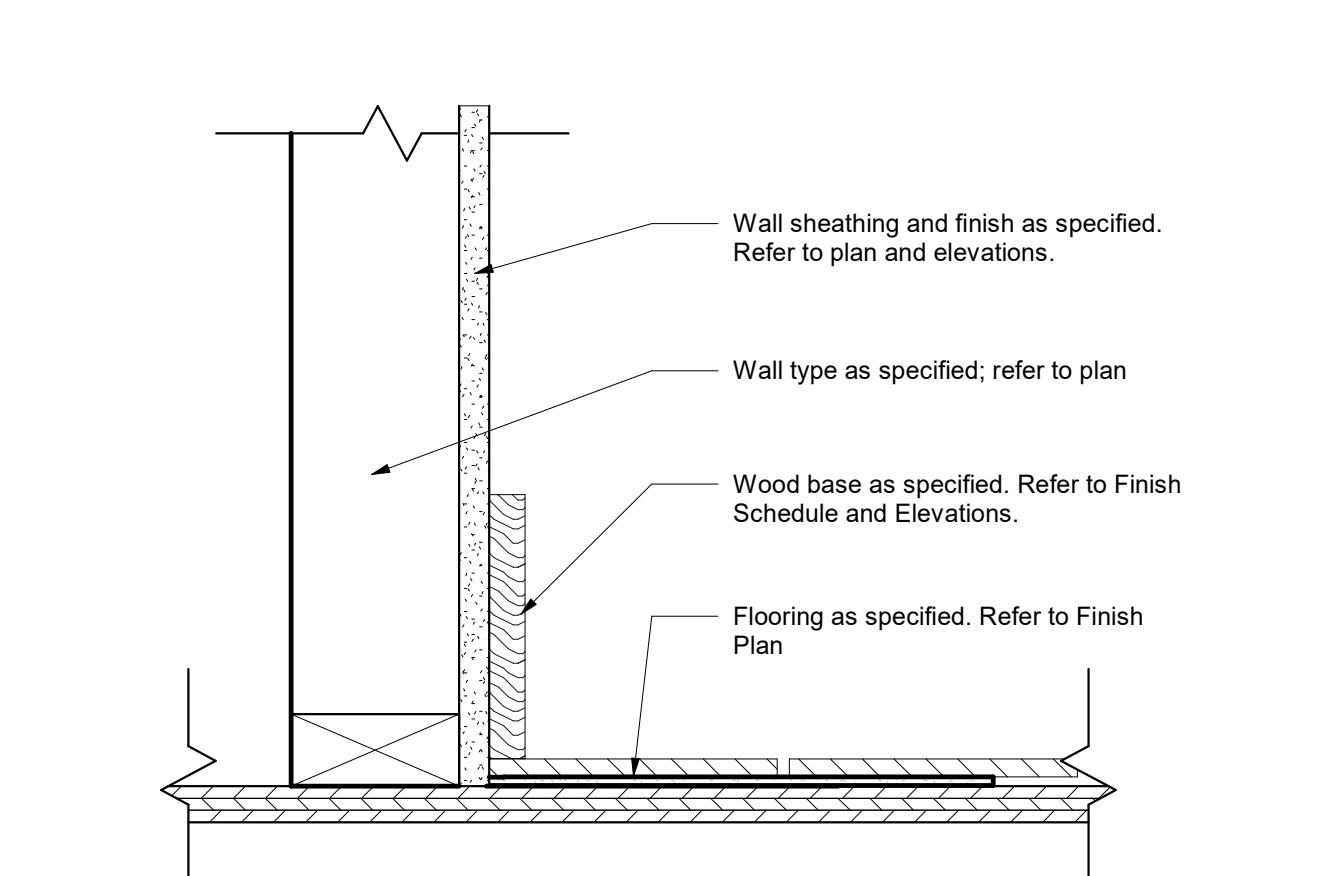 Wall sheathing and finish as specified.
Refer to plan and elevations.
Wall type as specified; refer to plan
Wood base as specified. Refer to Finish
Schedule and Elevations.
Flooring as specified. Refer to Finish
Plan